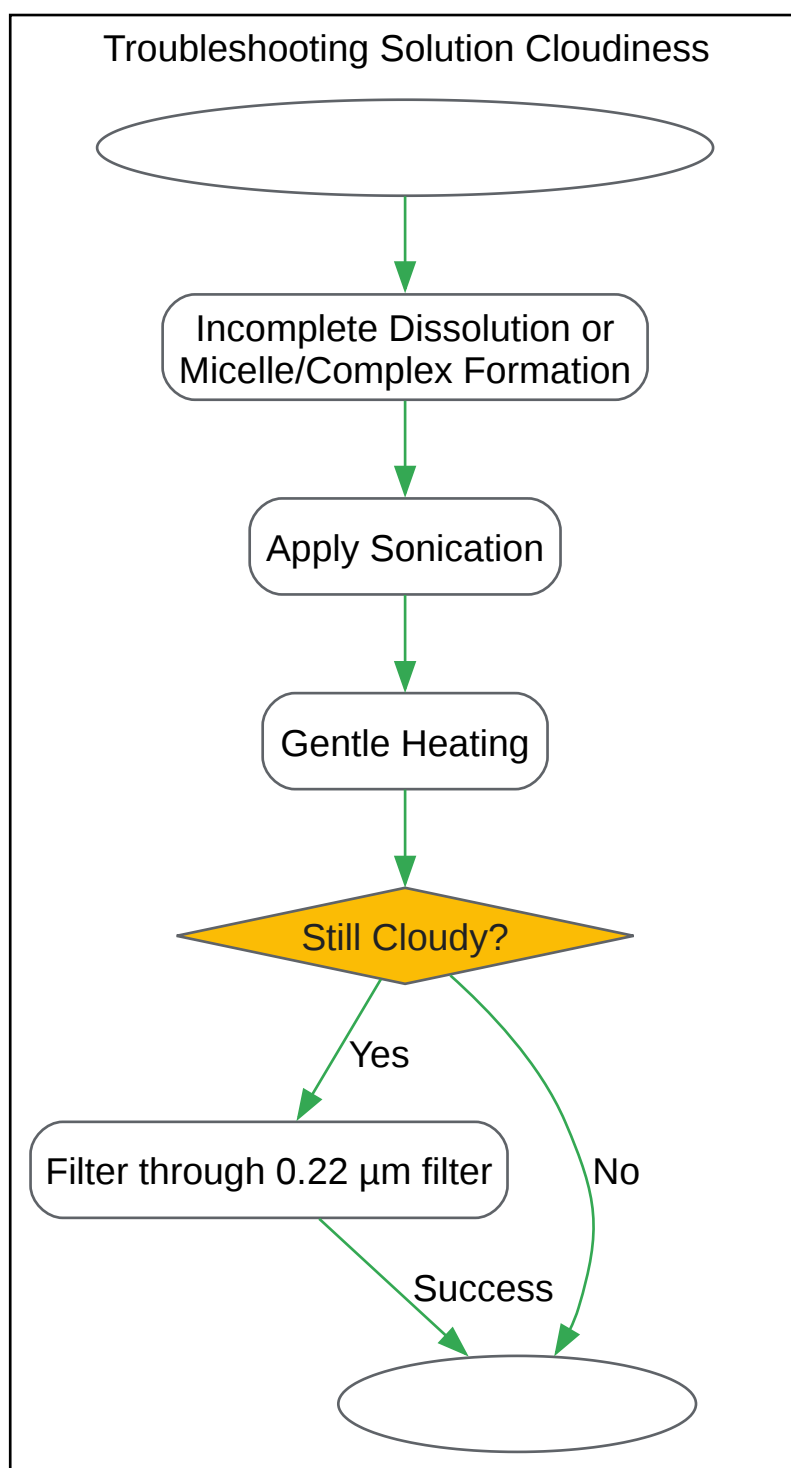 Troubleshooting Solution Cloudiness
Incomplete Dissolution or
Micelle/Complex Formation
Apply Sonication
Gentle Heating
Still Cloudy?
Yes
Filter through 0.22 µm filter
No
Success